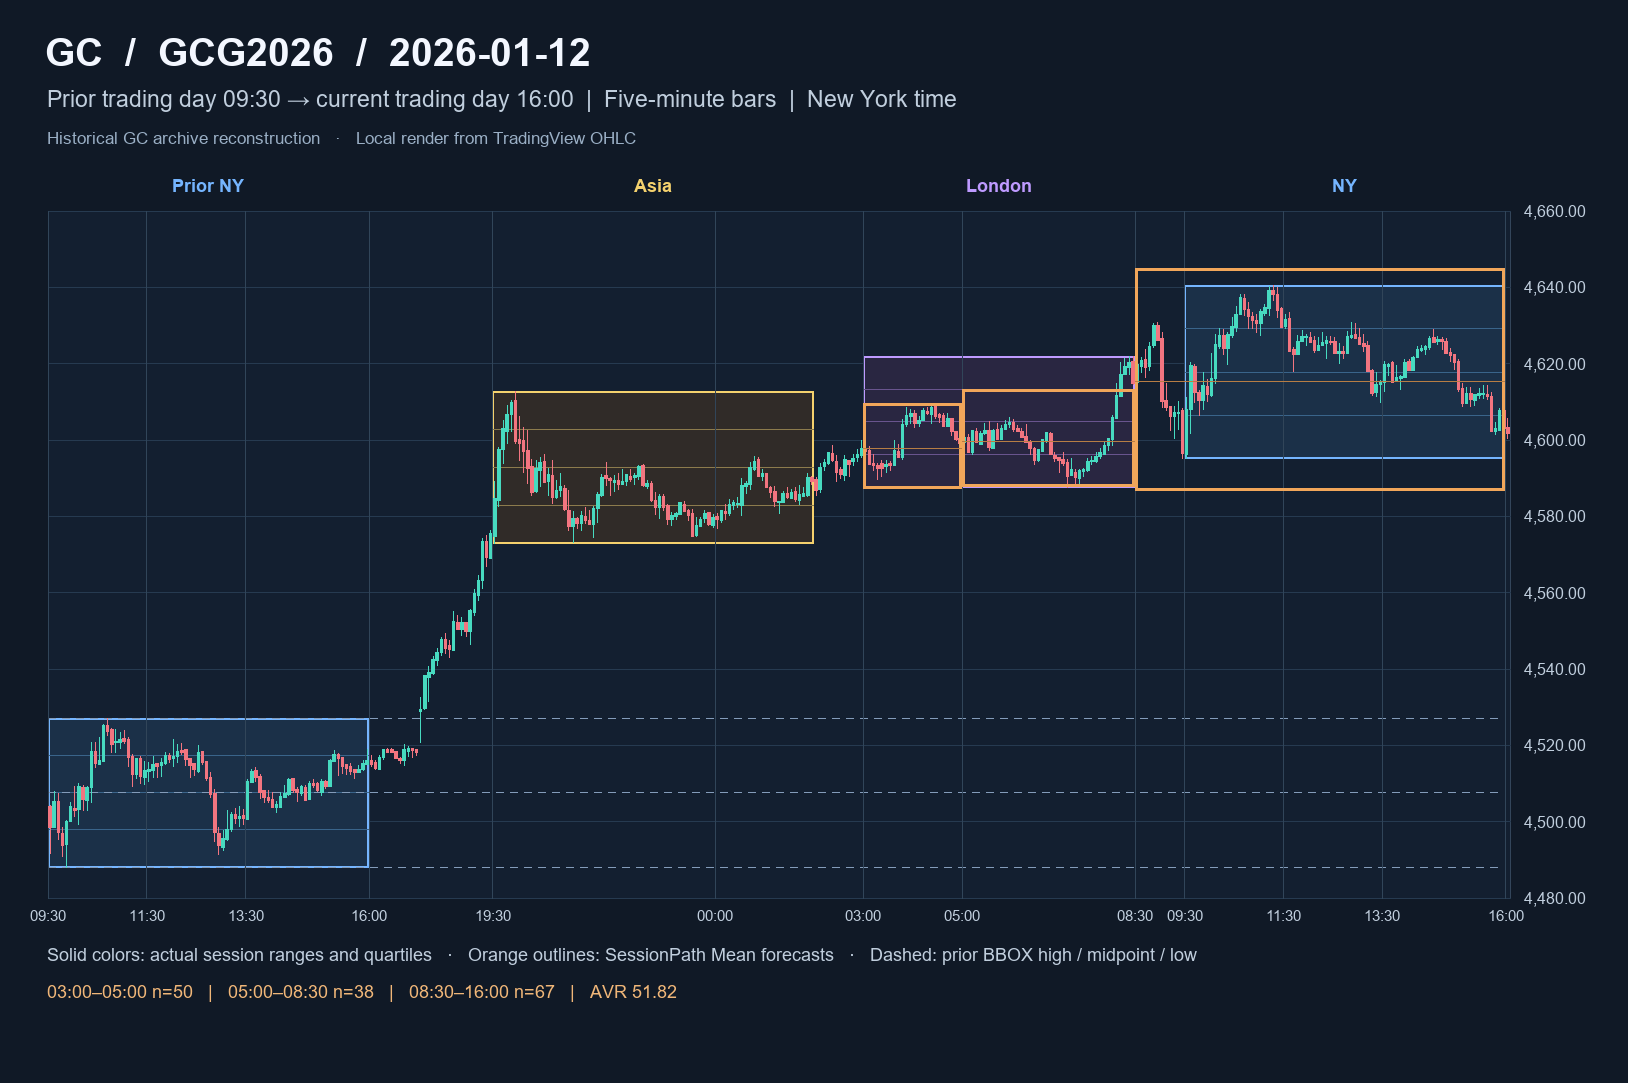 GC / GCG2026 / 2026-01-12
Prior trading day 09:30 → current trading day 16:00 | Five-minute bars | New York time
Historical GC archive reconstruction · Local render from TradingView OHLC
Prior NY Asia London NY
4,660.00
4,640.00
4,620.00
4,600.00
4,580.00
4,560.00
4,540.00
4,520.00
4,500.00
4,480.00
09:30 11:30 13:30 16:00 19:30 00:00 03:00 05:00 08:30 09:30 11:30 13:30 16:00
Solid colors: actual session ranges and quartiles · Orange outlines: SessionPath Mean forecasts · Dashed: prior BBOX high / midpoint / low
03:00–05:00 n=50 | 05:00–08:30 n=38 | 08:30–16:00 n=67 | AVR 51.82